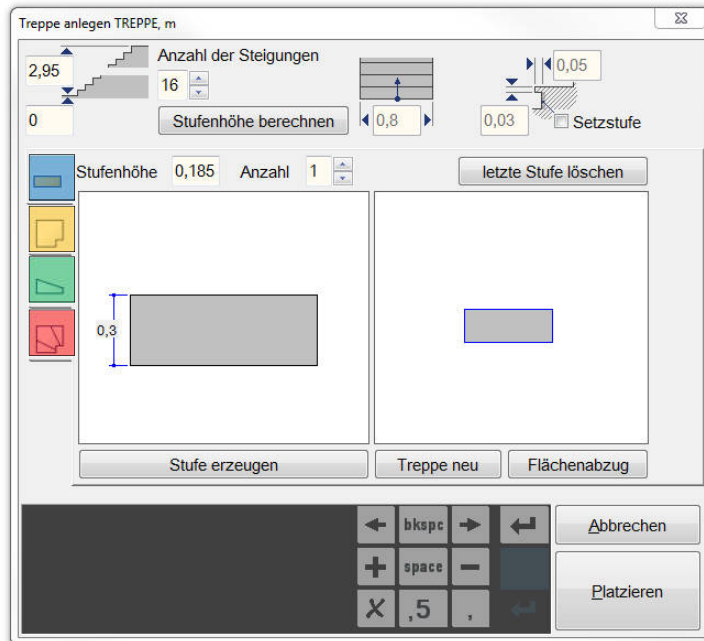 Treppe anlegen TREPPE, m
2,95
Anzahl der Steigungen
16
0
Stufenhöhe berechnen
0,8
0,05
0,03
Setzstufe
Stufenhöhe 0,185 Anzahl 1
letzte Stufe löschen
0,3
Stufe erzeugen
Treppe neu
Flächenabzug
bkspc
space
,5
,
Abbrechen
Platzieren